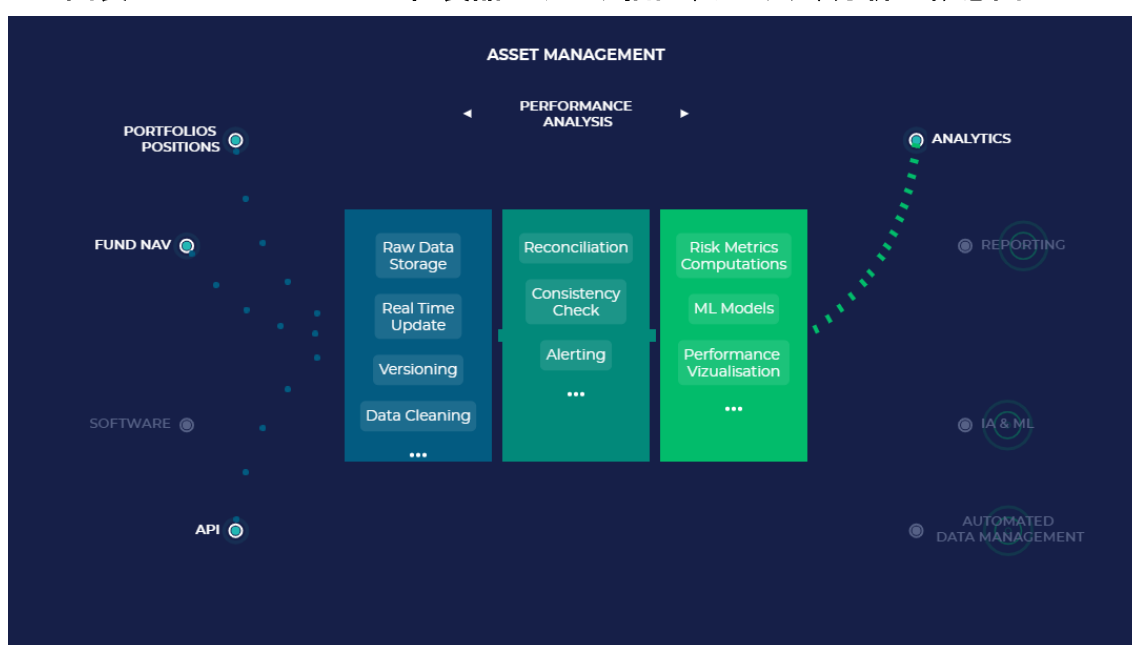 ASSET MANAGEMENT
PERFORMANCE
ANALYSIS
PORTFOLIOS
POSITIONS
FUND NAV
SOFTWARE
API
Raw Data
Storage
Real Time
Update
Versioning
Data Cleaning
...
Reconciliation
Consistency
Check
Alerting
...
Risk Metrics
Computations
ML Models
Performance
Vizualisation
...
ANALYTICS
REPORTING
IA & ML
AUTOMATED
DATA MANAGEMENT